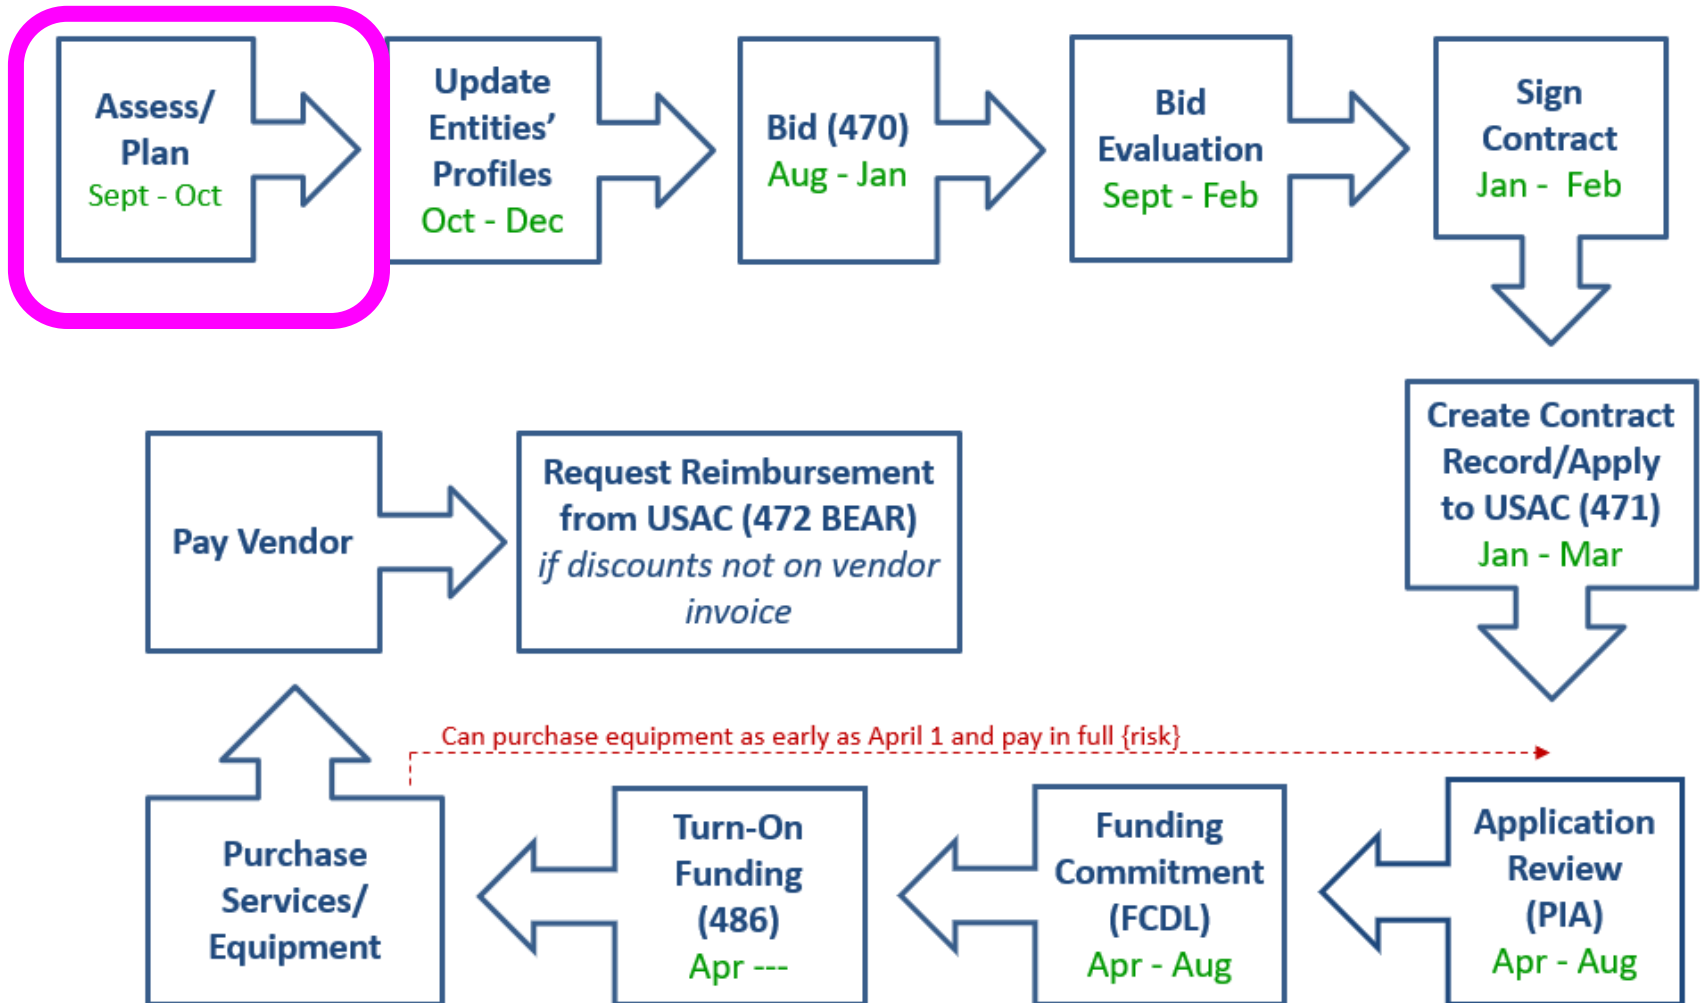 Assess/
Plan
Sept - Oct
Update
Entities’
Profiles
Oct - Dec
Bid (470)
Aug - Jan
Bid
Evaluation
Sept - Feb
Sign
Contract
Jan - Feb
Create Contract
Record/Apply
to USAC (471)
Jan - Mar
Application
Review
(PIA)
Apr - Aug
Funding
Commitment
(FCDL)
Apr - Aug
Turn-On
Funding
(486)
Apr ---
Can purchase equipment as early as April 1 and pay in full {risk}
Purchase
Services/
Equipment
Pay Vendor
Request Reimbursement
from USAC (472 BEAR)
if discounts not on vendor
invoice